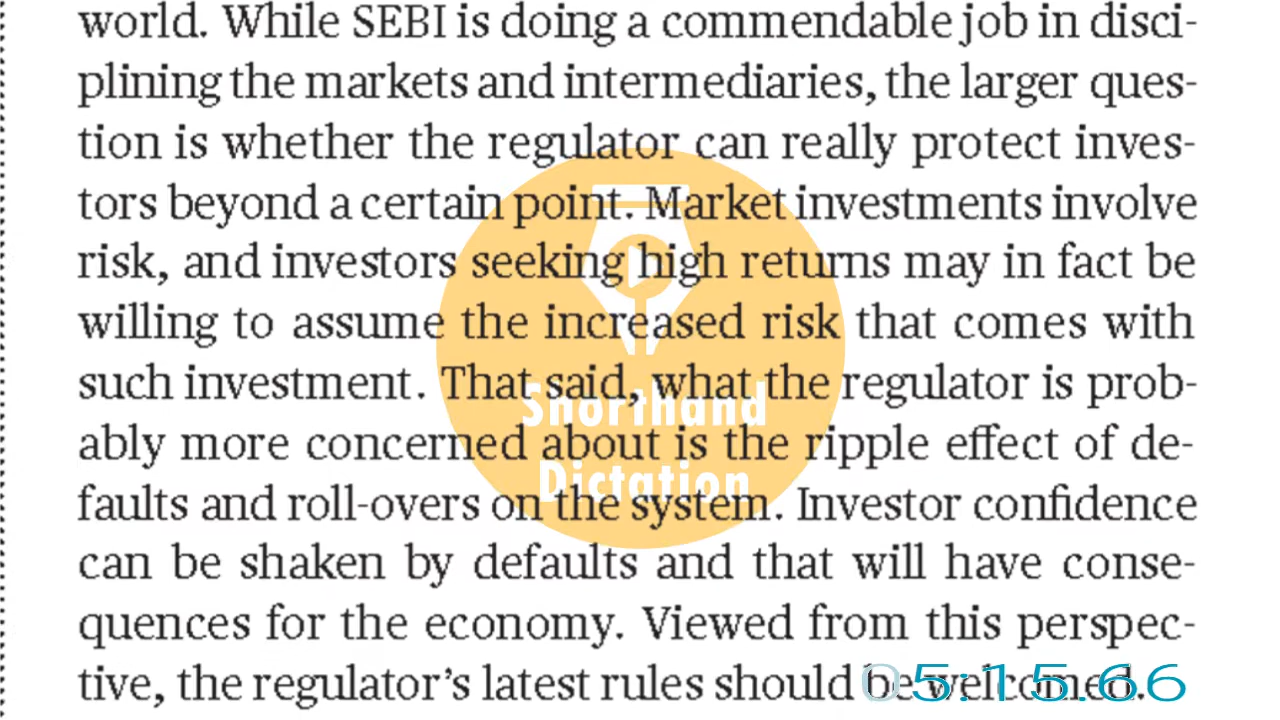 world. While SEBI is doing a commendable job in disci-
plining the markets and intermediaries, the larger ques-
tion is whether the regulator can really protect inves-
tors beyond a certain point. Market investments involve
risk, and investors seeking high returns may in fact be
willing to assume the increased risk that comes with
such investment. That said, what the regulator is prob-
Shorthand
ably more concerned about is the ripple effect of de-
Dictation
faults and roll-overs on the system. Investor confidence
can be shaken by defaults and that will have conse-
quences for the economy. Viewed from this perspec-
tive, the regulator's latest rules should be welcomed.
05:15.66